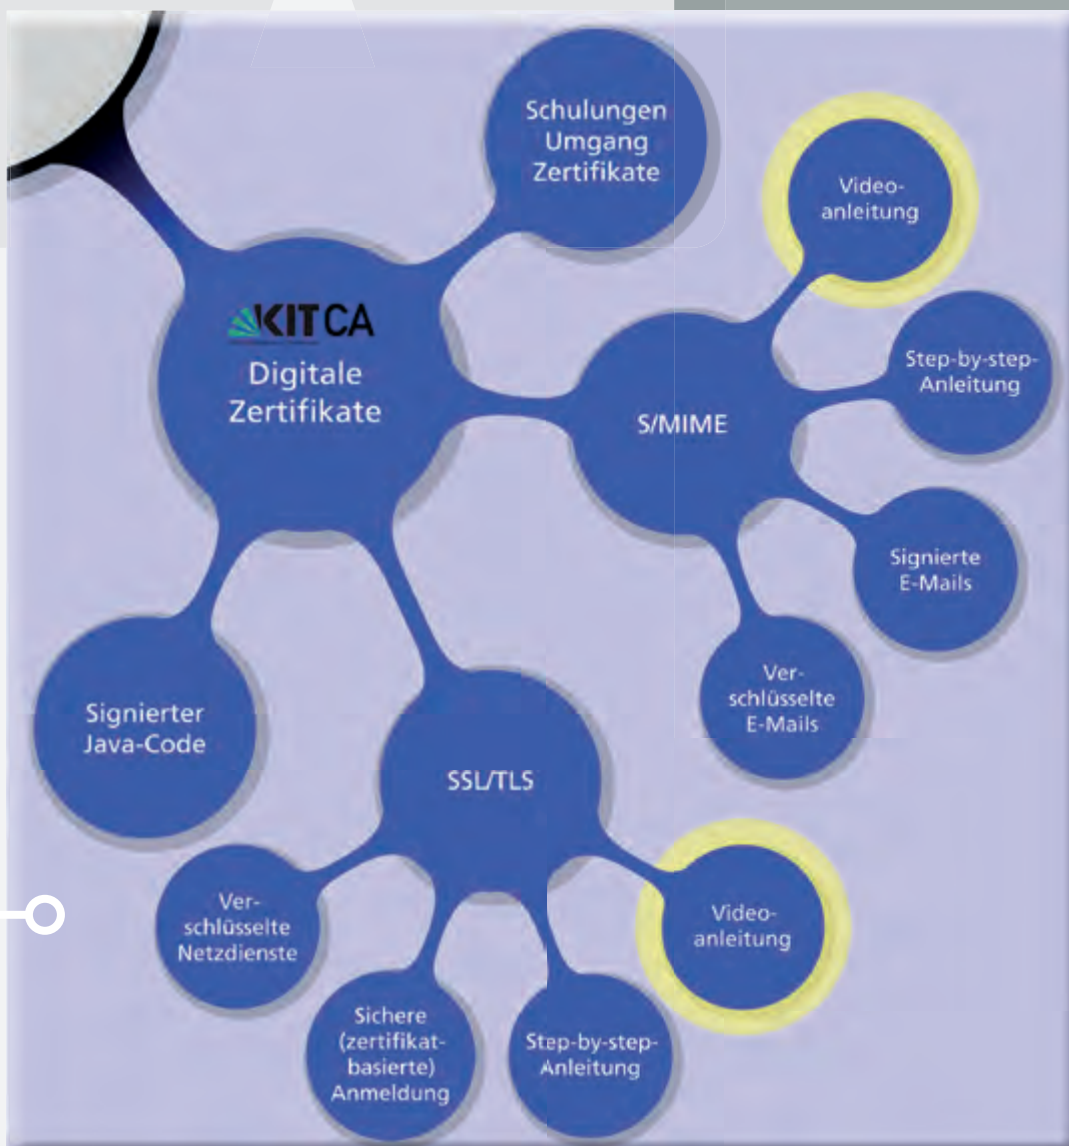 Schulungen
Umgang
Zertifikate
Video-
anleitung
KIT CA
Digitale
Zertifikate
Step-by-step-
Anleitung
S/MIME
Signierte
E-Mails
Ver-
schlüsselte
E-Mails
Signierter
Java-Code
SSL/TLS
Ver-
schlüsselte
Netzdienste
Video-
anleitung
Sichere
(zertifikat-
basierte)
Anmeldung
Step-by-step-
Anleitung